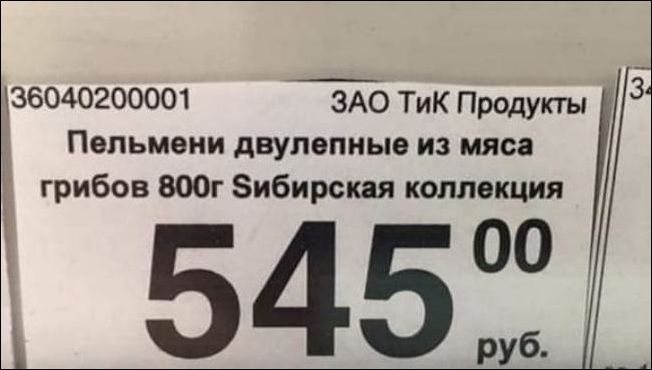 36040200001 ЗАО ТиК Продукты
Пельмени двулепные из мяса
грибов 800г Sибирская коллекция
545 00
руб.